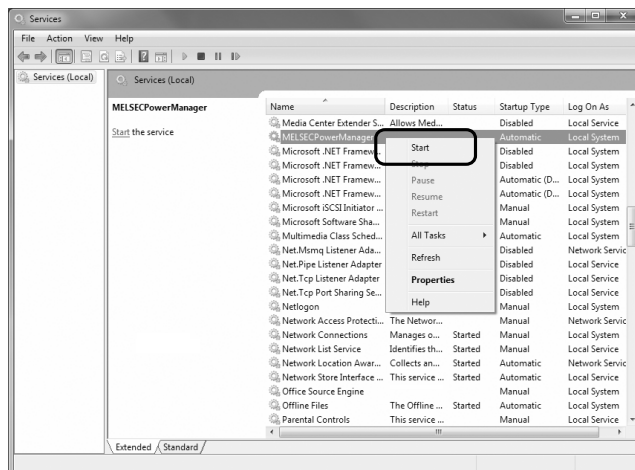 Services
File Action View Help
Services (Local)
Services (Local)
MELSECPowerManager
Start the service
Name Description Status Startup Type Log On As
Media Center Extender S... Allows Med... Disabled Local Service
MELSECPowerManager Automatic Local System
Microsoft .NET Framew... Disabled Local System
Microsoft .NET Framew... Disabled Local System
Microsoft .NET Framew... Automatic (D... Local System
Microsoft .NET Framew... Automatic (D... Local System
Microsoft iSCSI Initiator ... Manual Local System
Microsoft Software Sha... Manual Local System
Multimedia Class Sched... Automatic Local System
Net.Msmq Listener Ada... Disabled Network Servic
Net.Pipe Listener Adapter Disabled Local Service
Net.Tcp Listener Adapter Disabled Local Service
Net.Tcp Port Sharing Se... Disabled Local Service
Netlogon Manual Local System
Network Access Protecti... The Networ... Manual Network Servic
Network Connections Manages o... Started Manual Local System
Network List Service Identifies th... Started Manual Local Service
Network Location Awar... Collects an... Started Automatic Network Servic
Network Store Interface ... This service ... Started Automatic Local Service
Office Source Engine Manual Local System
Offline Files The Offline ... Started Automatic Local System
Parental Controls This service ... Manual Local Service
Start
Stop
Pause
Resume
Restart
All Tasks
Refresh
Properties
Help
Extended Standard